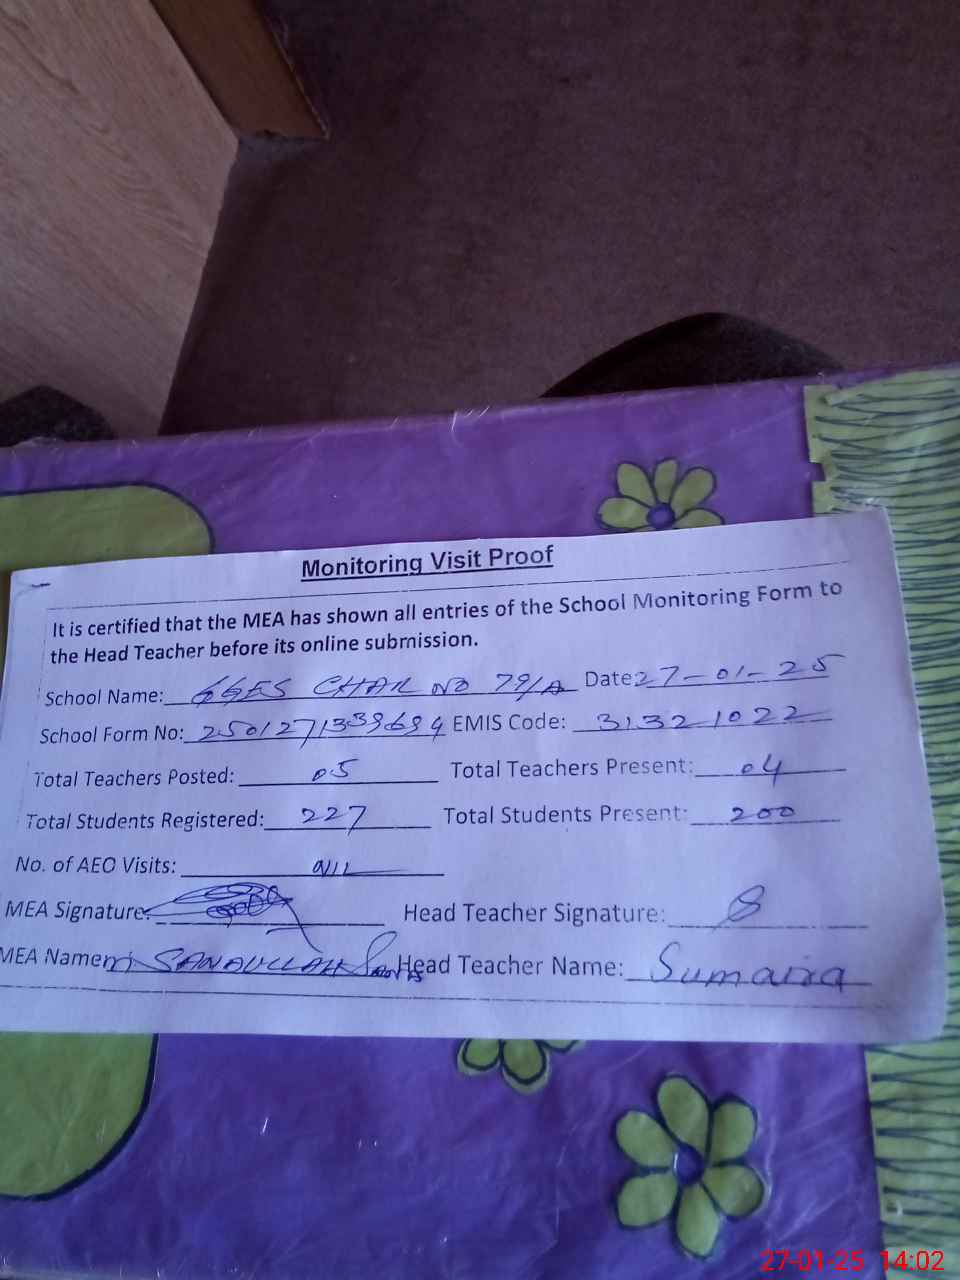 Monitoring Visit Proof
It is certified that the MEA has shown all entries of the School Monitoring Form to
the Head Teacher before its online submission.
School Name: GGES CHAK NO 79/A Date: 27-01-25
School Form No: 250127133969 4 EMIS Code: 31321022
Total Teachers Posted: 05 Total Teachers Present: 04
Total Students Registered: 227 Total Students Present: 200
No. of AEO Visits: NIL
MEA Signature: Head Teacher Signature:
MEA Name: SANAULLAH Head Teacher Name: Sumaira
27-01-25 14:02